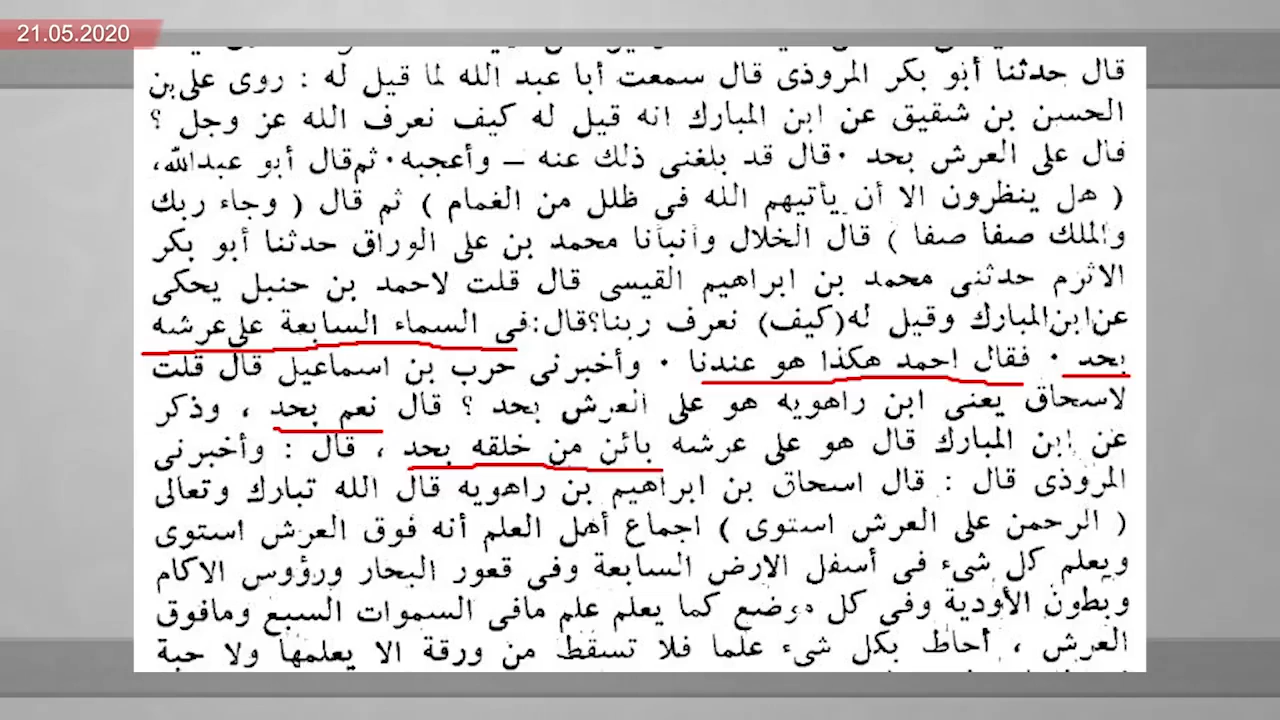 21.05.2020
قال حدثنا أبو بكر المروذى قال سمعت أبا عبد الله لما قيل له : روى على بن
الحسن بن شقيق عن ابن المبارك انه قيل له كيف نعرف الله عز وجل ؟
قال على العرش بحد ٠ قال قد بلغنى ذلك عنه ــ وأعجبه ٠ ثم قال أبو عبدالله،
( هل ينظرون الا أن يأتيهم الله فى ظلل من الغمام ) ثم قال ( وجاء ربك
والملك صفا صفا ) قال الخلال وأنبأنا محمد بن على الوراق حدثنا أبو بكر
الاثرم حدثنى محمد بن ابراهيم القيسى قال قلت لاحمد بن حنبل يحكى
عن ابن المبارك وقيل له (كيف) نعرف ربنا؟ قال: فى السماء السابعة على عرشه
بحد ٠ فقال احمد هكذا هو عندنا ٠ وأخبرنى حرب بن اسماعيل قال قلت
لاسحاق يعنى ابن راهويه هو على العرش بحد ؟ قال نعم بحد ، وذكر
عن ابن المبارك قال هو على عرشه بائن من خلقه بحد ، قال : وأخبرنى
المروذى قال : قال اسحاق بن ابراهيم بن راهويه قال الله تبارك وتعالى
( الرحمن على العرش استوى ) اجماع أهل العلم أنه فوق العرش استوى
ويعلم كل شىء فى أسفل الارض السابعة وفى قعور البحار ورؤوس الاكام
وبطون الأودية وفى كل موضع كما يعلم علم مافى السموات السبع ومافوق
العرش ، أحاط بكل شىء علما فلا تسقط من ورقة الا يعلمها ولا حبة